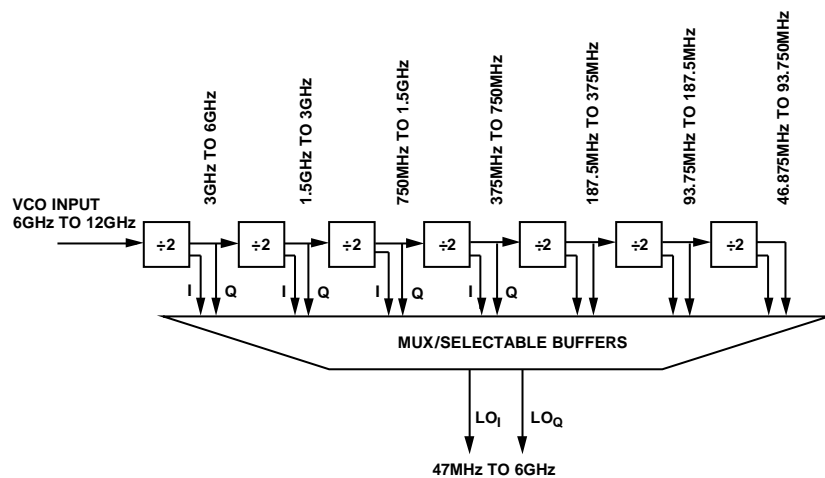 3GHz TO 6GHz
1.5GHz TO 3GHz
750MHz TO 1.5GHz
375MHz TO 750MHz
187.5MHz TO 375MHz
93.75MHz TO 187.5MHz
46.875MHz TO 93.750MHz
VCO INPUT
6GHz TO 12GHz
÷2
÷2
÷2
÷2
÷2
÷2
÷2
I
Q
I
Q
I
Q
I
Q
MUX/SELECTABLE BUFFERS
LOI
LOQ
47MHz TO 6GHz